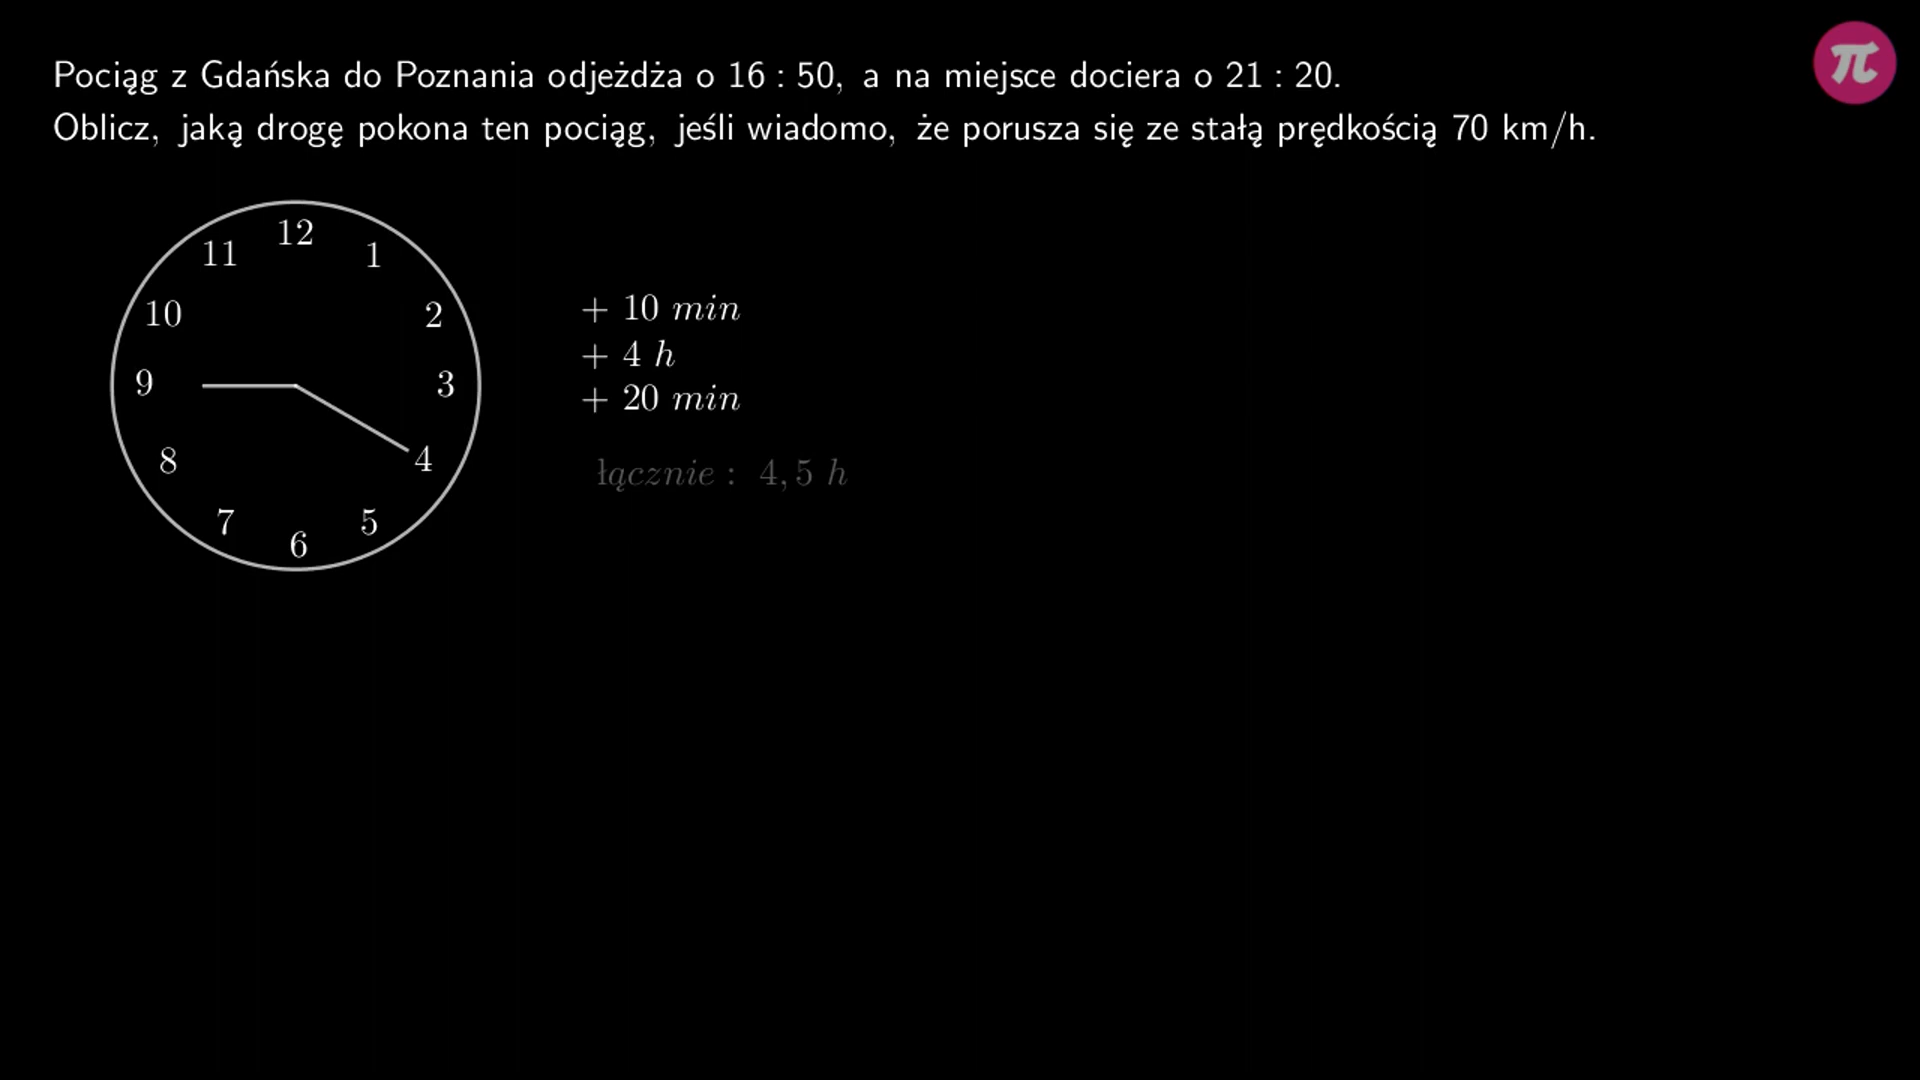 Pociąg z Gdańska do Poznania odjeżdża o 16 : 50, a na miejsce dociera o 21 : 20.
Oblicz, jaką drogę pokona ten pociąg, jeśli wiadomo, że porusza się ze stałą prędkością 70 km/h.
12
11
1
10
2
9
3
8
4
7
5
6
+ 10 min
+ 4 h
+ 20 min
łącznie : 4, 5 h
π